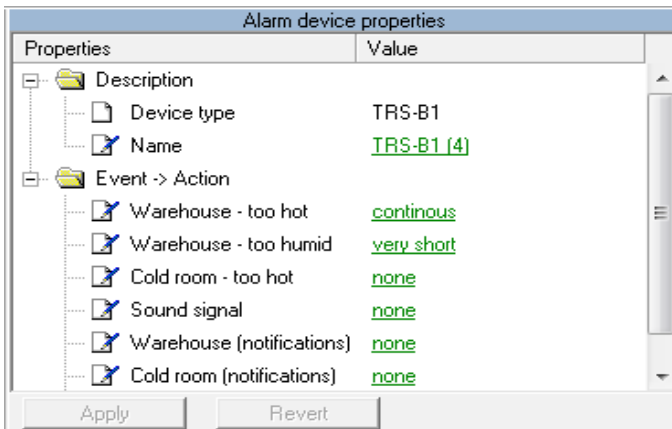 Alarm device properties
Properties Value
Description
Device type TRS-B1
Name TRS-B1 (4)
Event -> Action
Warehouse - too hot continous
Warehouse - too humid very short
Cold room - too hot none
Sound signal none
Warehouse (notifications) none
Cold room (notifications) none
Apply Revert